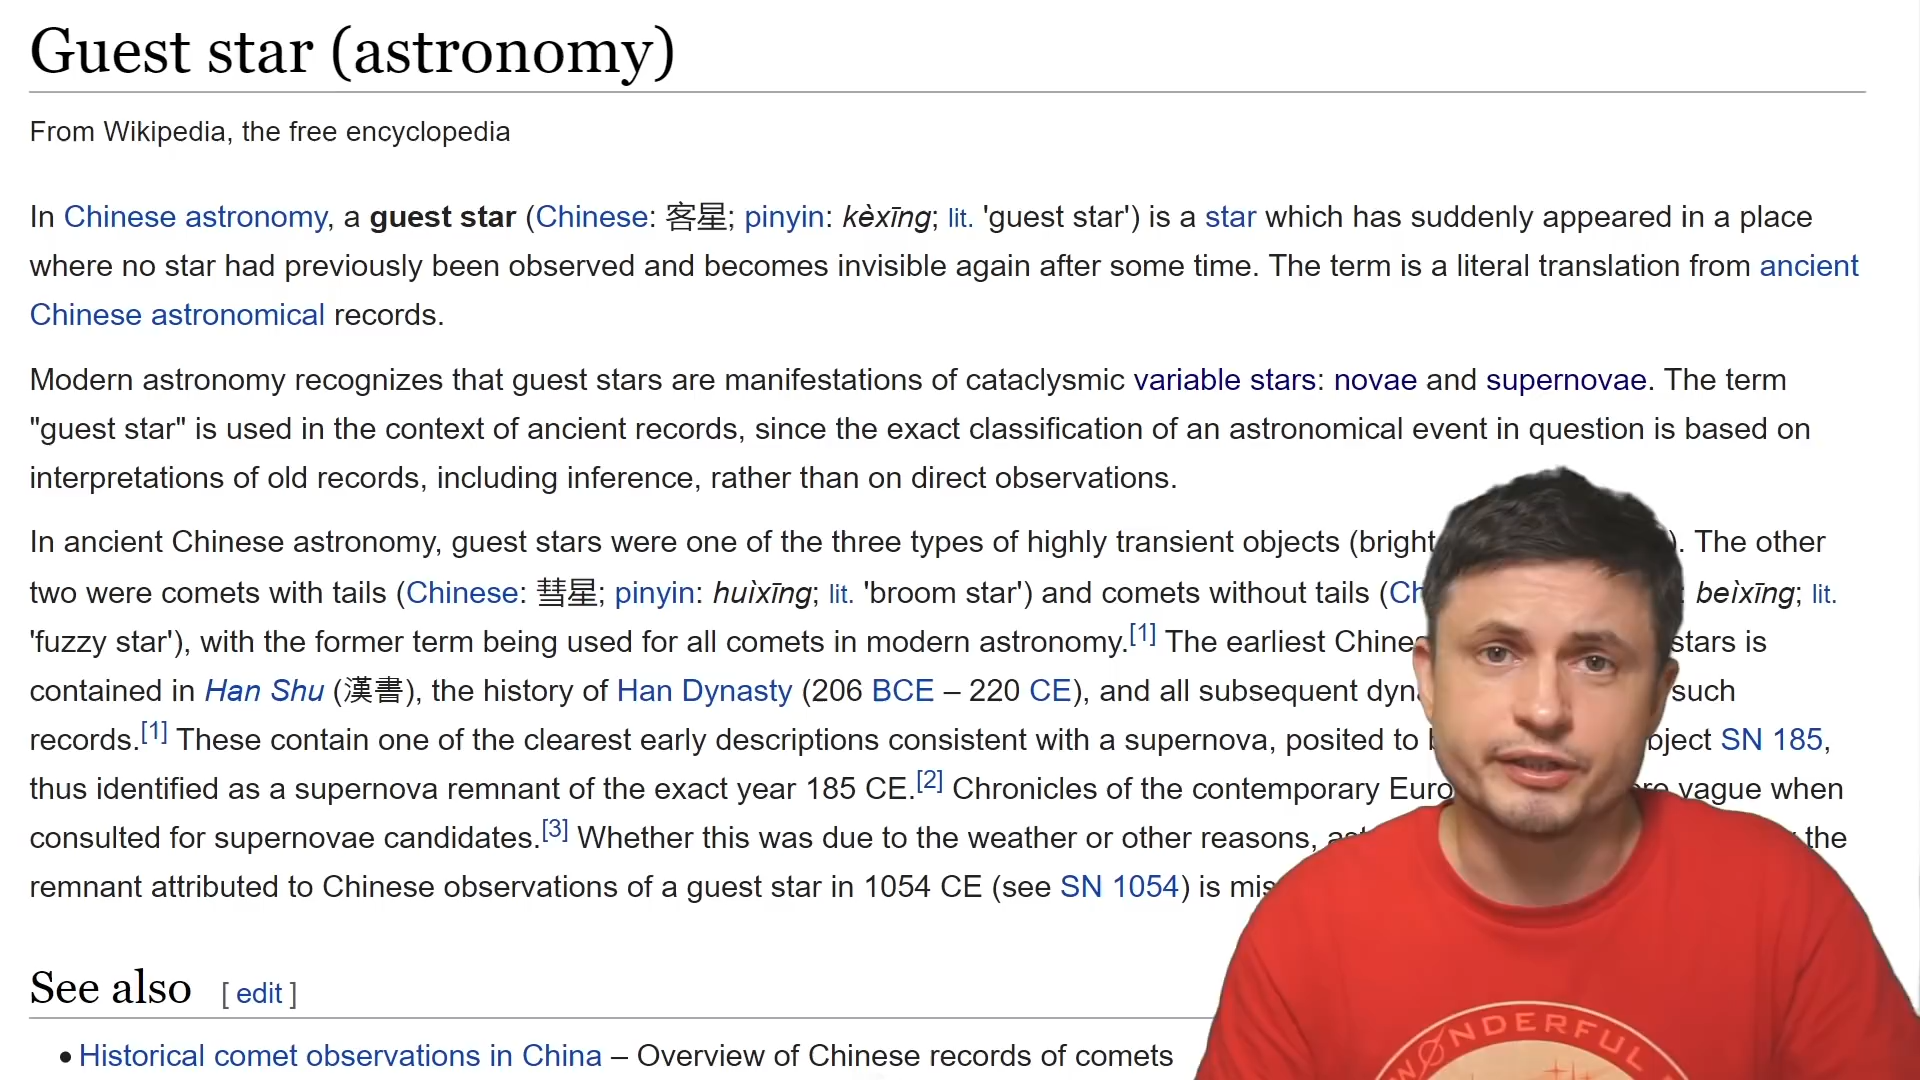 Guest star (astronomy)
From Wikipedia, the free encyclopedia
In Chinese astronomy, a guest star (Chinese: 客星; pinyin: kèxīng; lit. 'guest star') is a star which has suddenly appeared in a place
where no star had previously been observed and becomes invisible again after some time. The term is a literal translation from ancient
Chinese astronomical records.
Modern astronomy recognizes that guest stars are manifestations of cataclysmic variable stars: novae and supernovae. The term
"guest star" is used in the context of ancient records, since the exact classification of an astronomical event in question is based on
interpretations of old records, including inference, rather than on direct observations.
In ancient Chinese astronomy, guest stars were one of the three types of highly transient objects (bright ). The other
two were comets with tails (Chinese: 彗星; pinyin: huìxīng; lit. 'broom star') and comets without tails ( : beìxīng; lit.
'fuzzy star'), with the former term being used for all comets in modern astronomy.[1] The earliest stars is
contained in Han Shu (漢書), the history of Han Dynasty (206 BCE – 220 CE), and all subsequent such
records.[1] These contain one of the clearest early descriptions consistent with a supernova, posited to SN 185,
thus identified as a supernova remnant of the exact year 185 CE.[2] Chronicles of the contemporary vague when
consulted for supernovae candidates.[3] Whether this was due to the weather or other reasons, the
remnant attributed to Chinese observations of a guest star in 1054 CE (see SN 1054) is
See also [ edit ]
• Historical comet observations in China – Overview of Chinese records of comets
WØNDERFUL